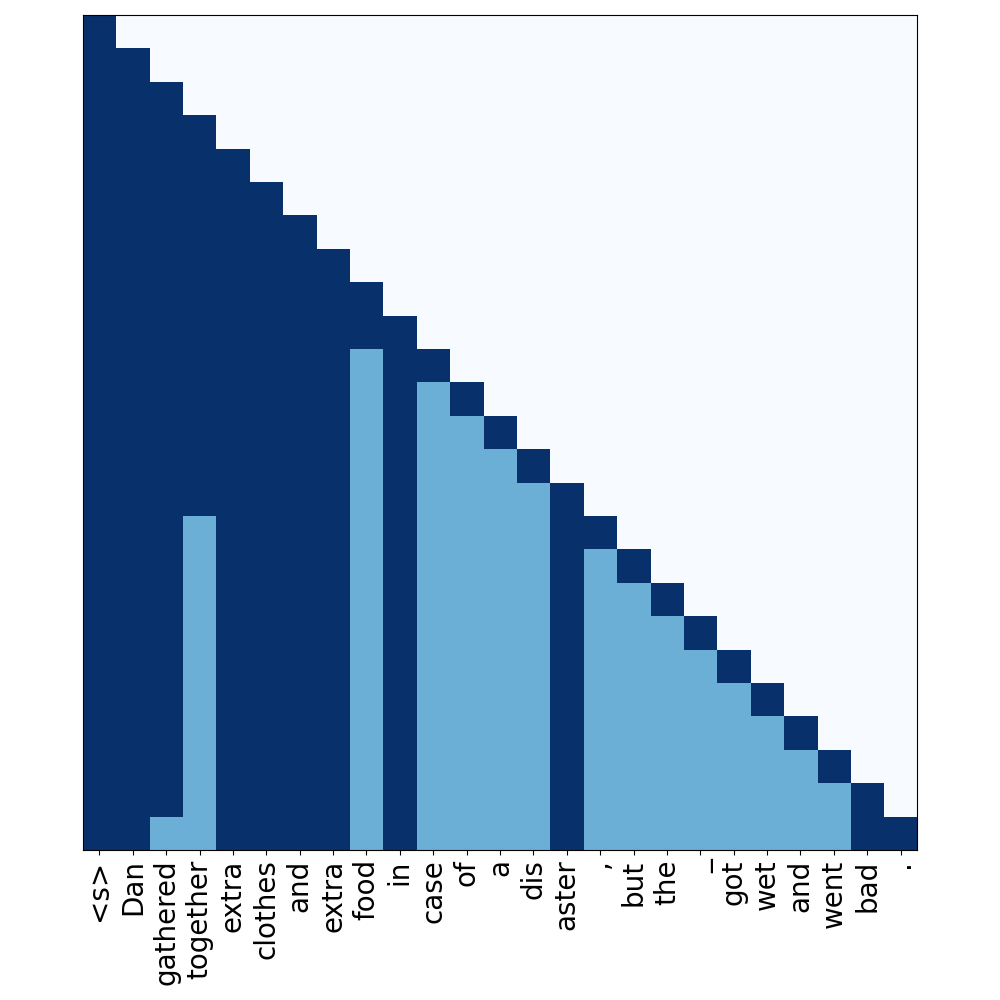 <s> Dan gathered together extra clothes and extra food in case of a dis aster , but the _ got wet and went bad .